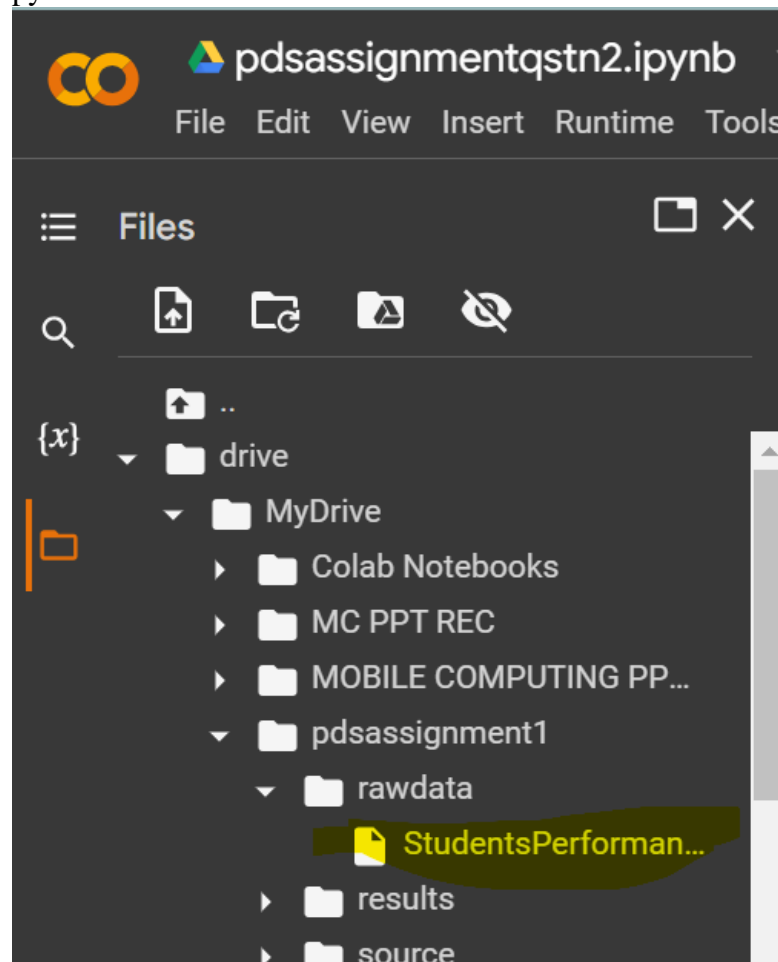 py
pdsassignmentqstn2.ipynb
File Edit View Insert Runtime Tools
Files
..
{x}
drive
MyDrive
Colab Notebooks
MC PPT REC
MOBILE COMPUTING PP...
pdsassignment1
rawdata
StudentsPerforman...
results
source